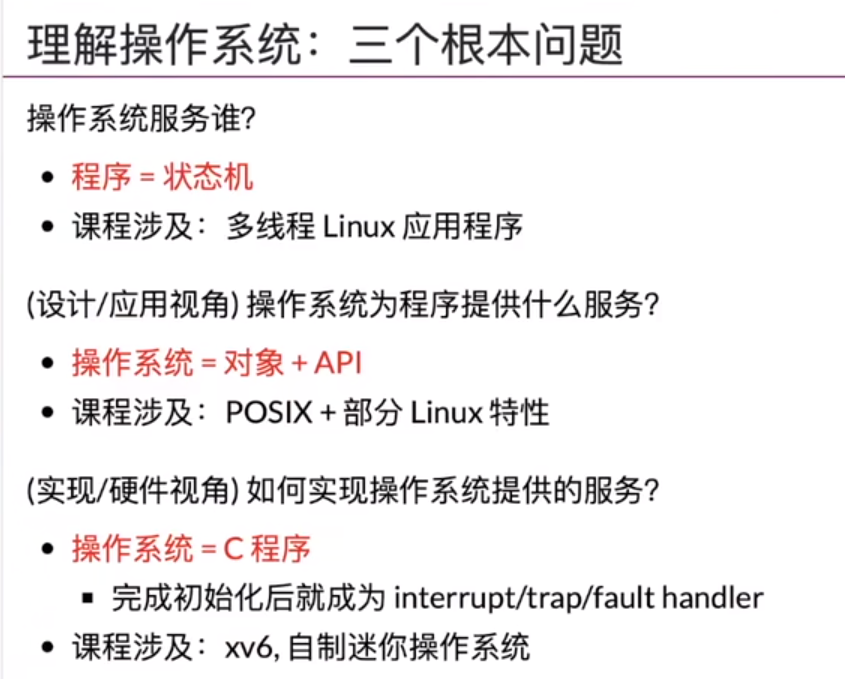 理解操作系统：三个根本问题
操作系统服务谁？
• 程序 = 状态机
• 课程涉及：多线程 Linux 应用程序
(设计/应用视角) 操作系统为程序提供什么服务？
• 操作系统 = 对象 + API
• 课程涉及：POSIX + 部分 Linux 特性
(实现/硬件视角) 如何实现操作系统提供的服务？
• 操作系统 = C 程序
▪ 完成初始化后就成为 interrupt/trap/fault handler
• 课程涉及：xv6, 自制迷你操作系统